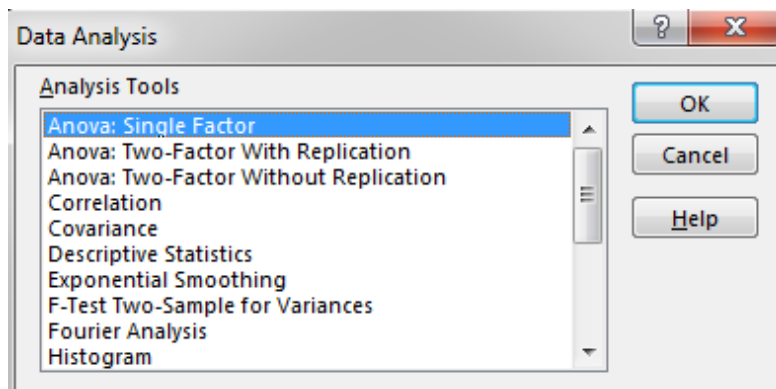 Data Analysis
?
Analysis Tools
Anova: Single Factor
Anova: Two-Factor With Replication
Anova: Two-Factor Without Replication
Correlation
Covariance
Descriptive Statistics
Exponential Smoothing
F-Test Two-Sample for Variances
Fourier Analysis
Histogram
OK
Cancel
Help